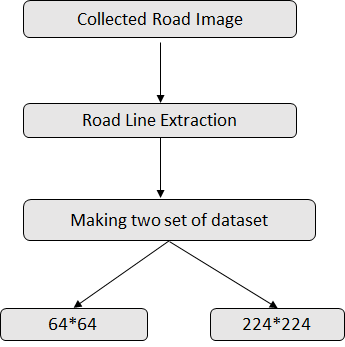 Collected Road Image
Road Line Extraction
Making two set of dataset
64*64
224*224